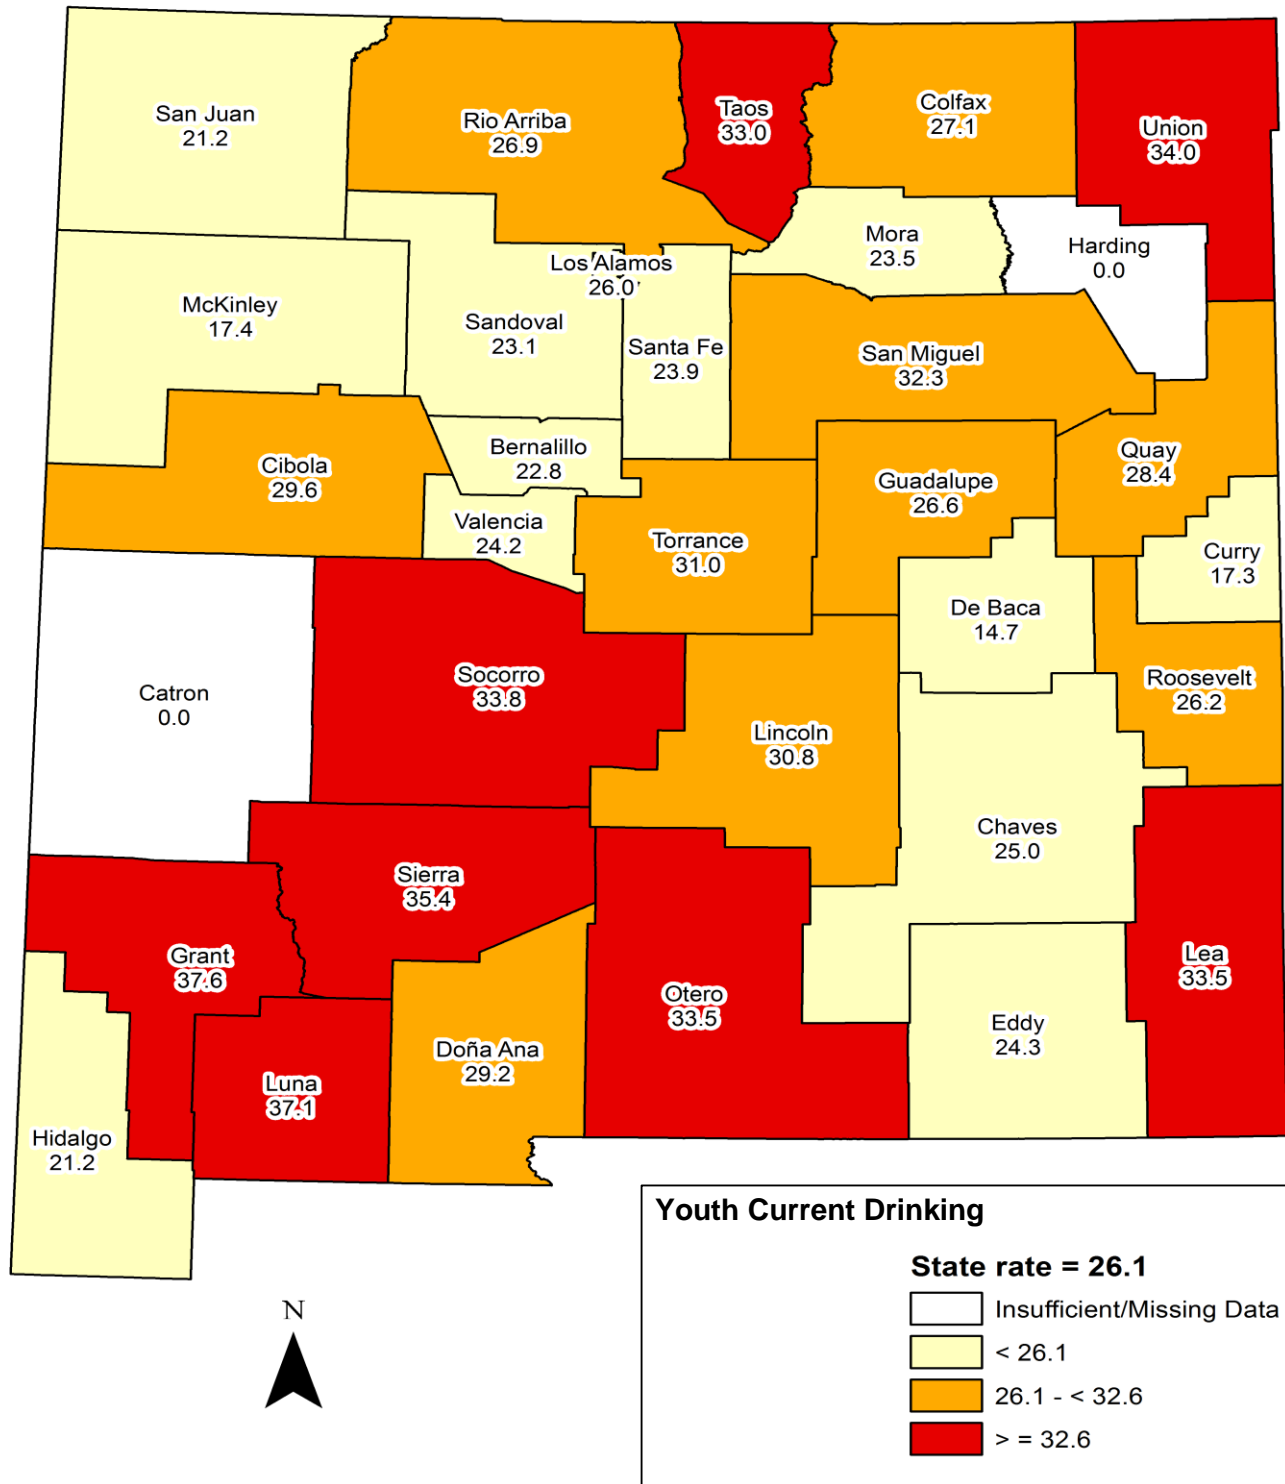 San Juan
21.2
Rio Arriba
26.9
Taos
33.0
Colfax
27.1
Union
34.0
Mora
23.5
Harding
0.0
Los Alamos
26.0
McKinley
17.4
Sandoval
23.1
Santa Fe
23.9
San Miguel
32.3
Bernalillo
22.8
Cibola
29.6
Quay
28.4
Guadalupe
26.6
Valencia
24.2
Torrance
31.0
Curry
17.3
De Baca
14.7
Socorro
33.8
Catron
0.0
Roosevelt
26.2
Lincoln
30.8
Chaves
25.0
Sierra
35.4
Grant
37.6
Lea
33.5
Otero
33.5
Eddy
24.3
Doña Ana
29.2
Luna
37.1
Hidalgo
21.2
Youth Current Drinking
State rate = 26.1
Insufficient/Missing Data
< 26.1
26.1 - < 32.6
> = 32.6
N